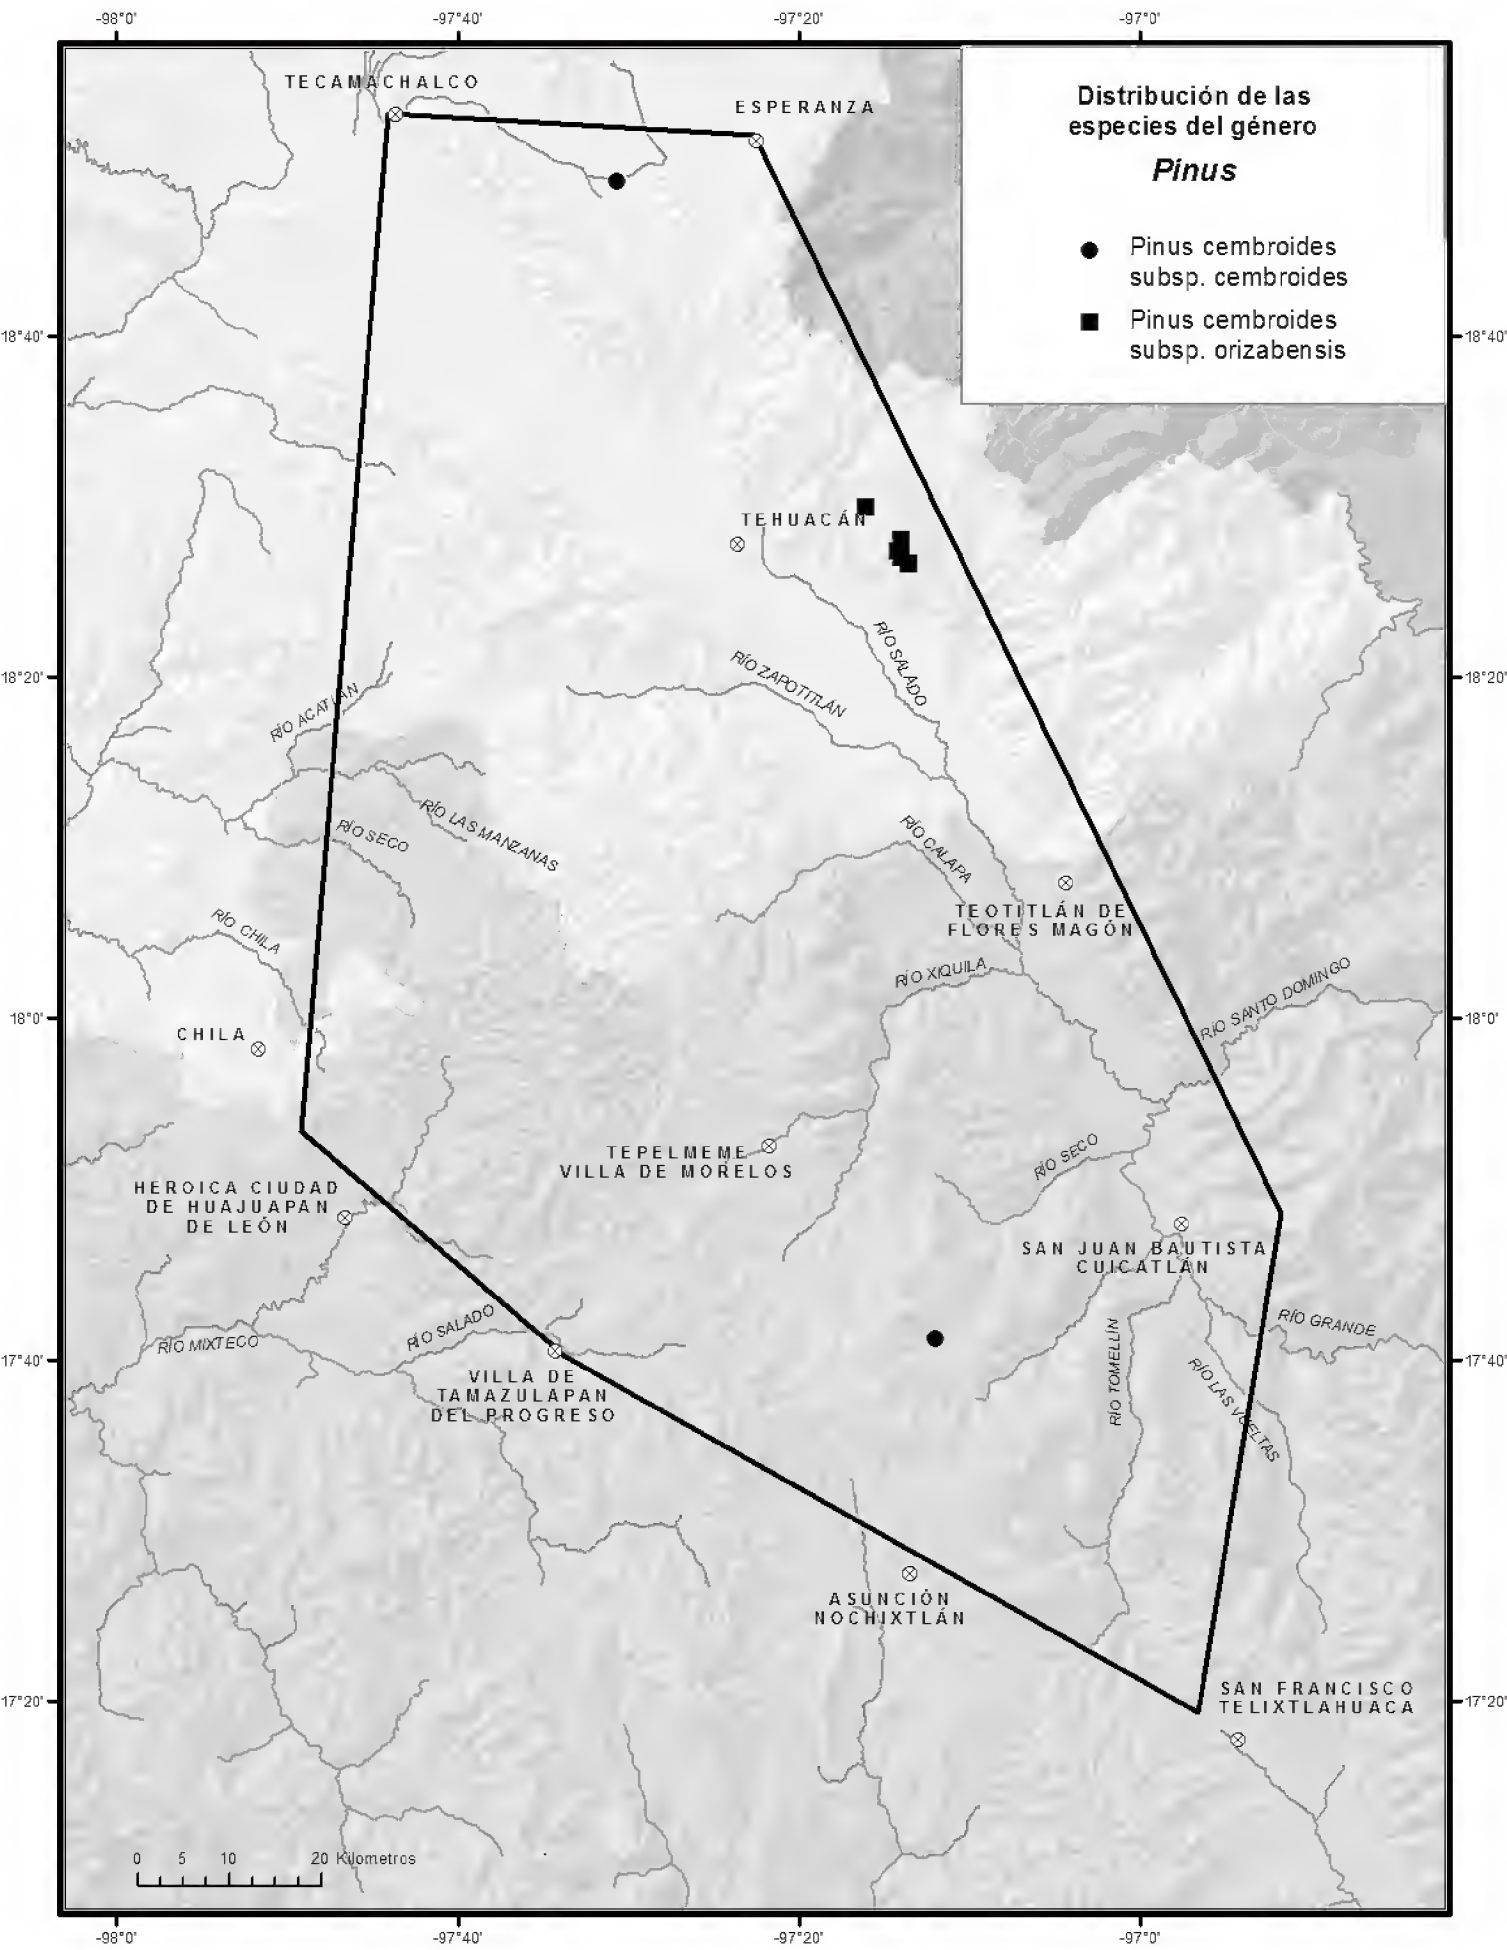 -98°0'
-97°40'
-97°20'
-97°0'
TECAMACHALCO
ESPERANZA
Distribución de las
especies del género
Pinus
Pinus cembroides
subsp. cembroides
Pinus cembroides
subsp. orizabensis
18°40'
18°40'
TEHUACÁN
RÍO SALADO
RÍO ZAPOTITLÁN
18°20'
18°20'
RÍO ACATLÁN
RÍO LAS MANZANAS
RÍO SECO
RÍO CALAPA
TEOTITLÁN DE
FLORES MAGÓN
RÍO CHILA
RÍO XIQUILA
RÍO SANTO DOMINGO
18°0'
18°0'
CHILA
TEPELMEME
VILLA DE MORELOS
RÍO SECO
HEROICA CIUDAD
DE HUAJUAPAN
DE LEÓN
SAN JUAN BAUTISTA
CUICATLÁN
RÍO MIXTECO
RÍO SALADO
RÍO GRANDE
17°40'
17°40'
RÍO TOMELLÍN
RÍO LAS VUELTAS
VILLA DE
TAMAZULAPAN
DEL PROGRESO
ASUNCIÓN
NOCHIXTLÁN
17°20'
17°20'
SAN FRANCISCO
TELIXTLAHUACA
0 5 10 20 Kilometros
-98°0'
-97°40'
-97°20'
-97°0'